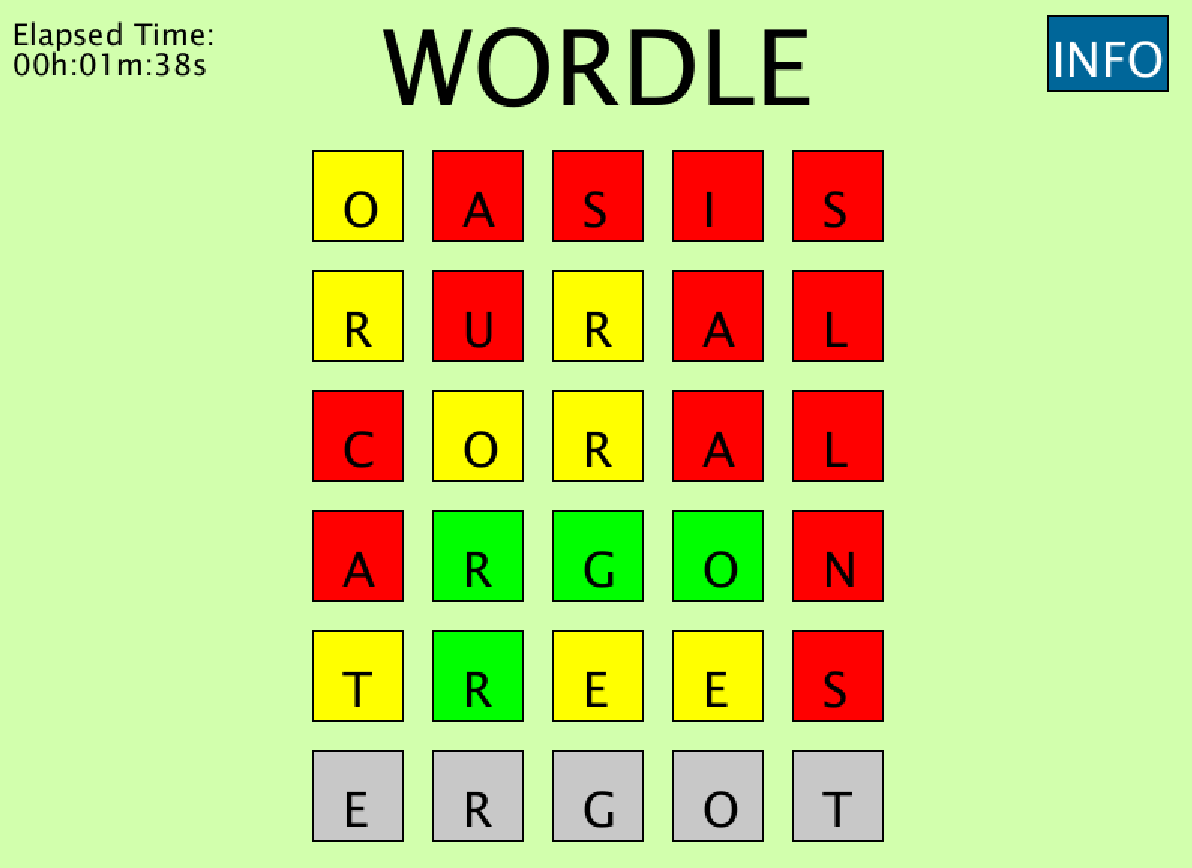 Elapsed Time:
00h:01m:38s
WORDLE
INFO
O A S I S
R U R A L
C O R A L
A R G O N
T R E E S
E R G O T